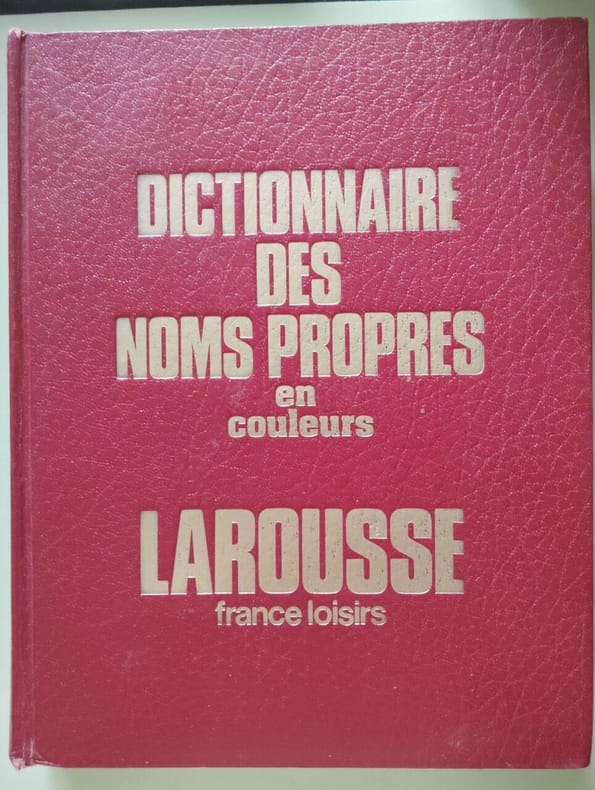 DICTIONNAIRE
DES
NOMS PROPRES
en
couleurs
LAROUSSE
france loisirs